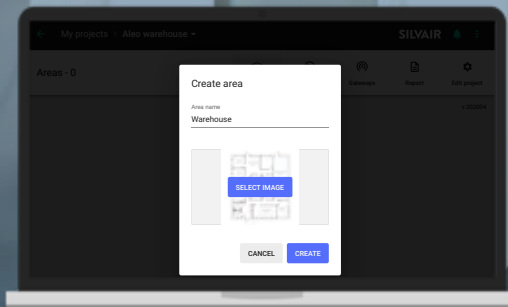 My projects / Aleo warehouse
SILVAIR
Areas - 0
Gateways
Report
Edit project
Create area
Area name
Warehouse
SELECT IMAGE
CANCEL
CREATE